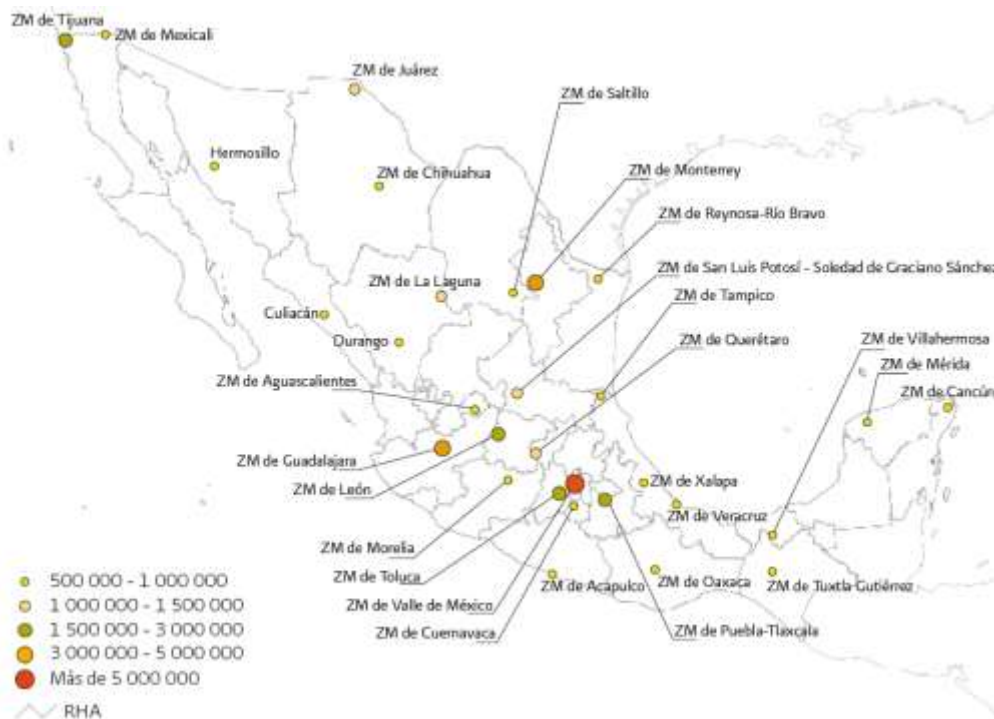 ZM de Tijuana
ZM de Mexicali
ZM de Juárez
ZM de Saltillo
Hermosillo
ZM de Chihuahua
ZM de Monterrey
ZM de Reynosa-Río Bravo
ZM de San Luis Potosí - Soledad de Graciano Sánchez
ZM de La Laguna
ZM de Tampico
Culiacán
Durango
ZM de Querétaro
ZM de Villahermosa
ZM de Mérida
ZM de Aguascalientes
ZM de Cancún
ZM de Guadalajara
ZM de León
ZM de Xalapa
ZM de Veracruz
ZM de Morelia
ZM de Toluca
ZM de Acapulco
ZM de Oaxaca
ZM de Tuxtla Gutiérrez
ZM de Valle de México
ZM de Cuernavaca
ZM de Puebla-Tlaxcala
500 000 - 1 000 000
1 000 000 - 1 500 000
1 500 000 - 3 000 000
3 000 000 - 5 000 000
Más de 5 000 000
RHA